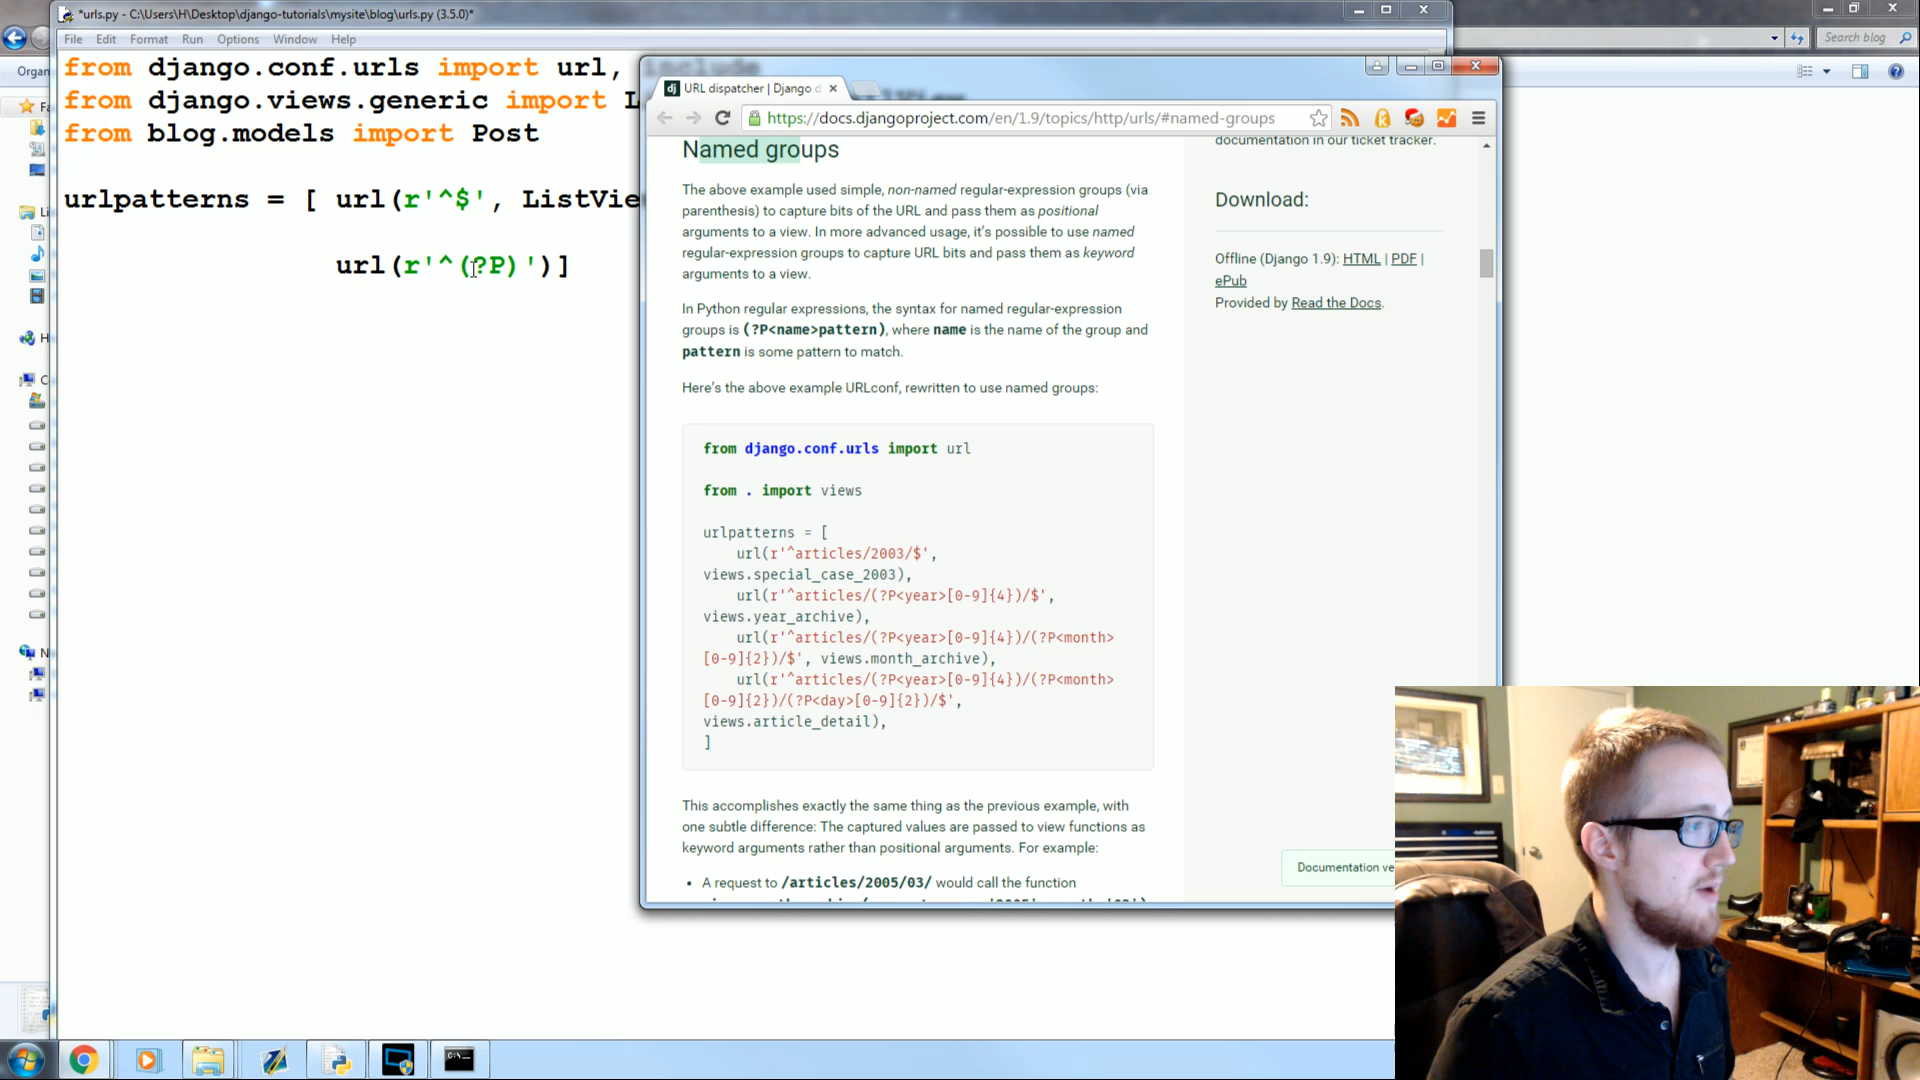 *urls.py - C:\Users\H\Desktop\django-tutorials\mysite\blog\urls.py (3.5.0)*
File Edit Format Run Options Window Help
Search blog
Organ
from django.conf.urls import url, include
from django.views.generic import L
from blog.models import Post
urlpatterns = [ url(r'^$', ListVie
url(r'^(?P)')]
URL dispatcher | Django d
https://docs.djangoproject.com/en/1.9/topics/http/urls/#named-groups
Named groups
The above example used simple, non-named regular-expression groups (via
parenthesis) to capture bits of the URL and pass them as positional
arguments to a view. In more advanced usage, it's possible to use named
regular-expression groups to capture URL bits and pass them as keyword
arguments to a view.
In Python regular expressions, the syntax for named regular-expression
groups is (?P<name>pattern), where name is the name of the group and
pattern is some pattern to match.
Here's the above example URLconf, rewritten to use named groups:
from django.conf.urls import url
from . import views
urlpatterns = [
url(r'^articles/2003/$',
views.special_case_2003),
url(r'^articles/(?P<year>[0-9]{4})/$',
views.year_archive),
url(r'^articles/(?P<year>[0-9]{4})/(?P<month>
[0-9]{2})/$', views.month_archive),
url(r'^articles/(?P<year>[0-9]{4})/(?P<month>
[0-9]{2})/(?P<day>[0-9]{2})/$',
views.article_detail),
]
This accomplishes exactly the same thing as the previous example, with
one subtle difference: The captured values are passed to view functions as
keyword arguments rather than positional arguments. For example:
• A request to /articles/2005/03/ would call the function
documentation in our ticket tracker.
Download:
Offline (Django 1.9): HTML | PDF |
ePub
Provided by Read the Docs.
Documentation ve